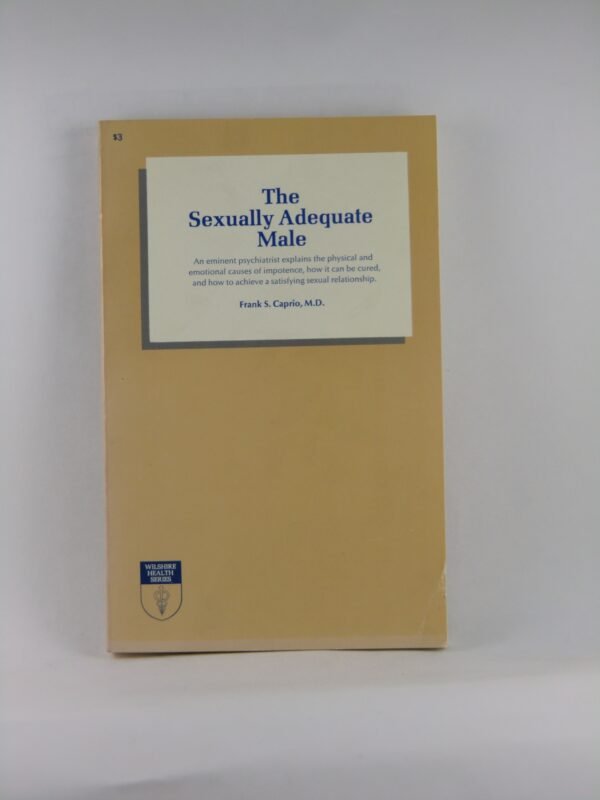 $3
The
Sexually Adequate
Male
An eminent psychiatrist explains the physical and
emotional causes of impotence, how it can be cured,
and how to achieve a satisfying sexual relationship.
Frank S. Caprio, M.D.
WILSHIRE
HEALTH
SERIES